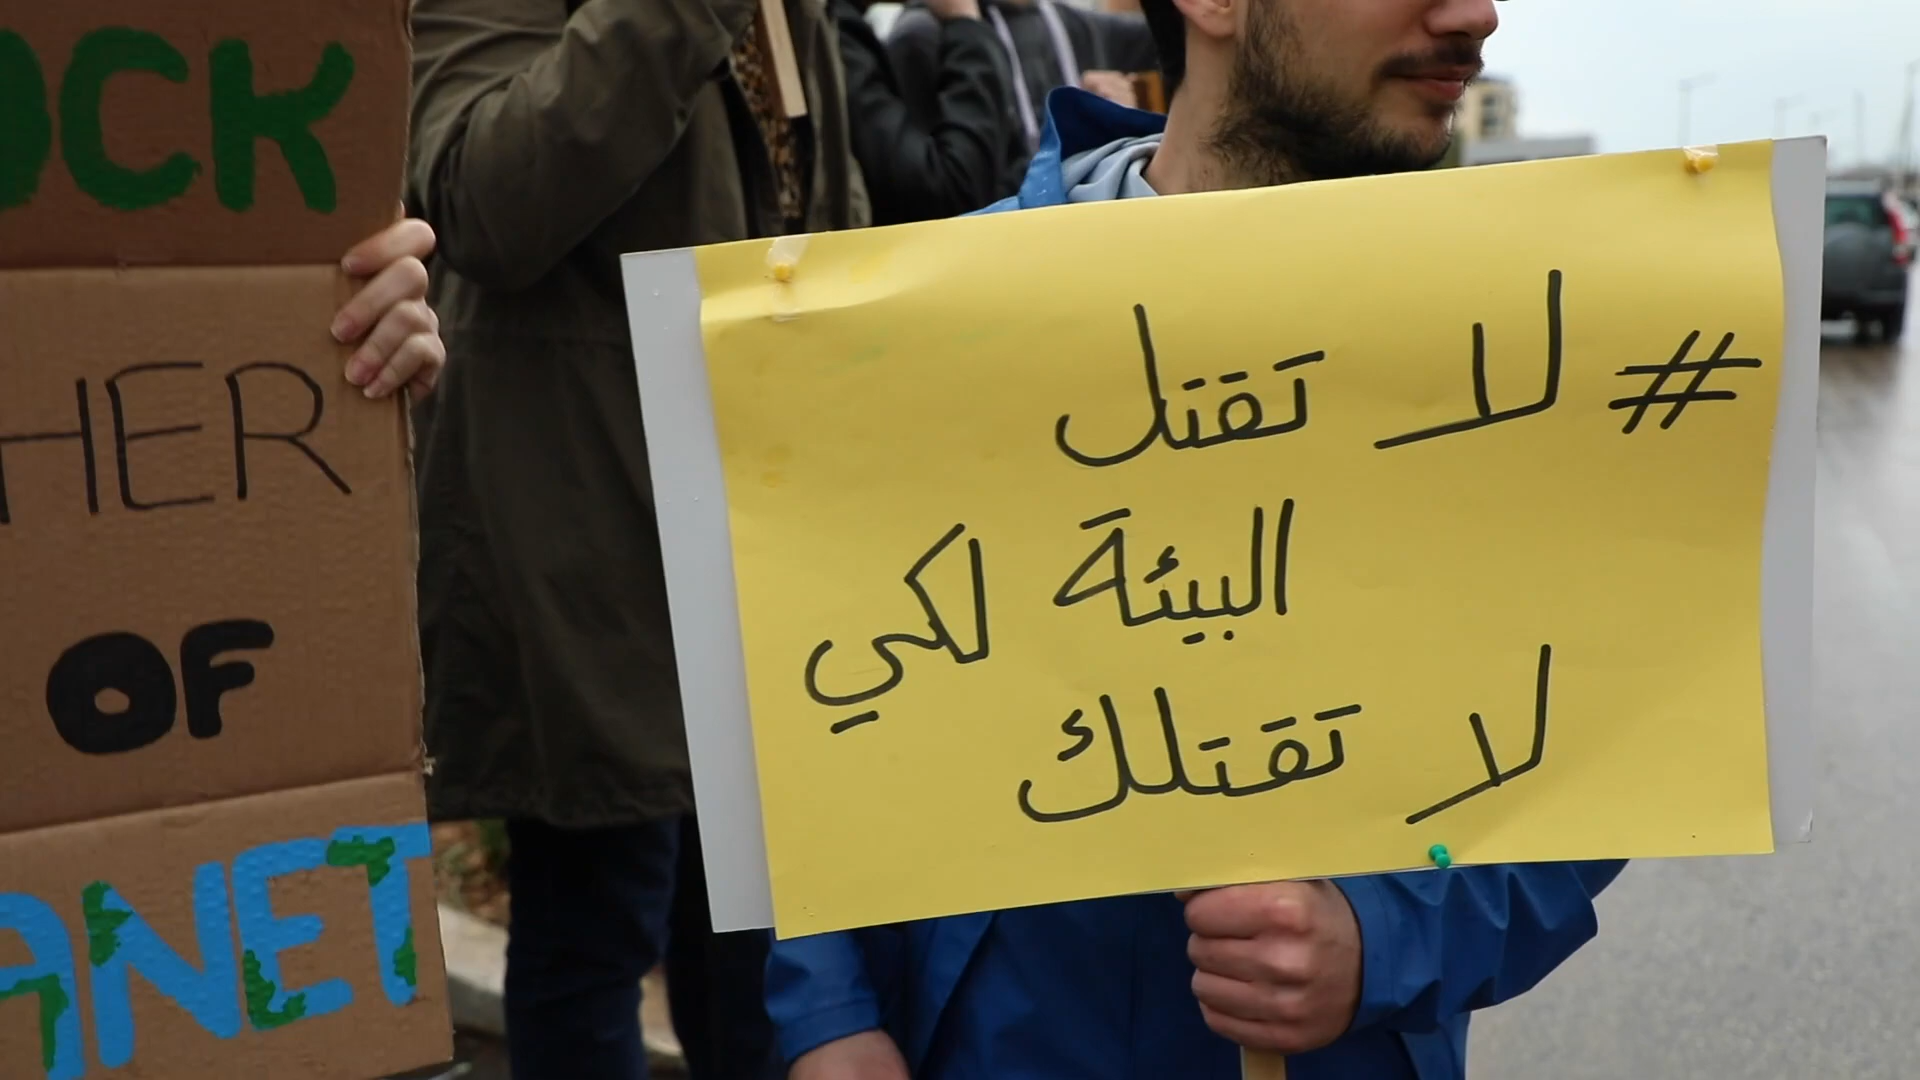 OCK
HER
OF
ANET
# لا تقتل
البيئة لكي
لا تقتلك